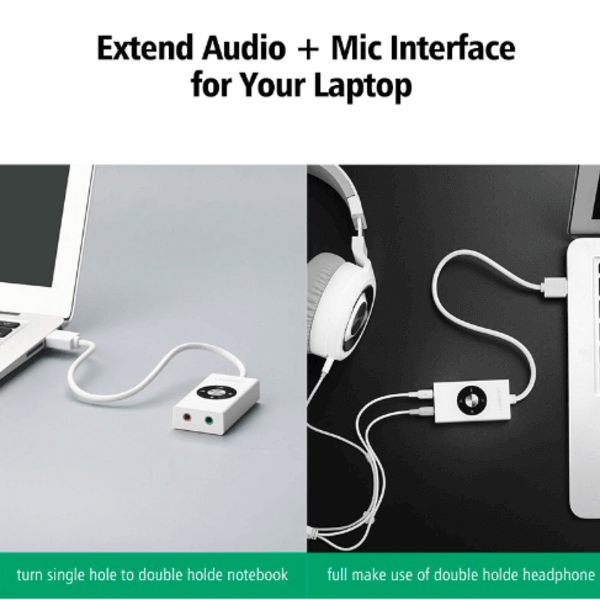 Extend Audio + Mic Interface
for Your Laptop
turn single hole to double holde notebook
full make use of double holde headphone